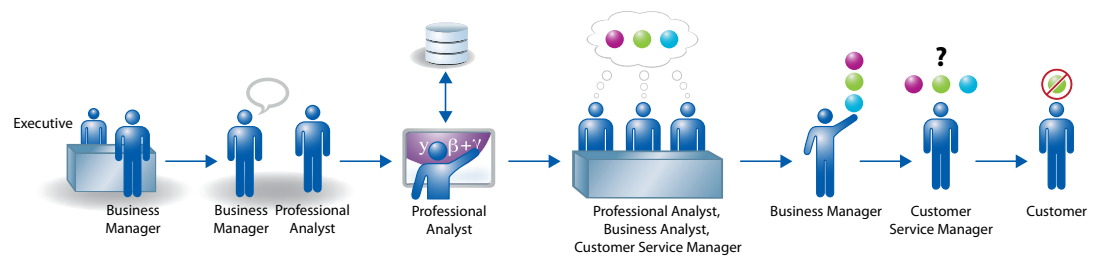 Executive
Business
Manager
Business
Manager
Professional
Analyst
y β+γ
Professional
Analyst
Professional Analyst,
Business Analyst,
Customer Service Manager
Business Manager
?
Customer
Service Manager
Customer